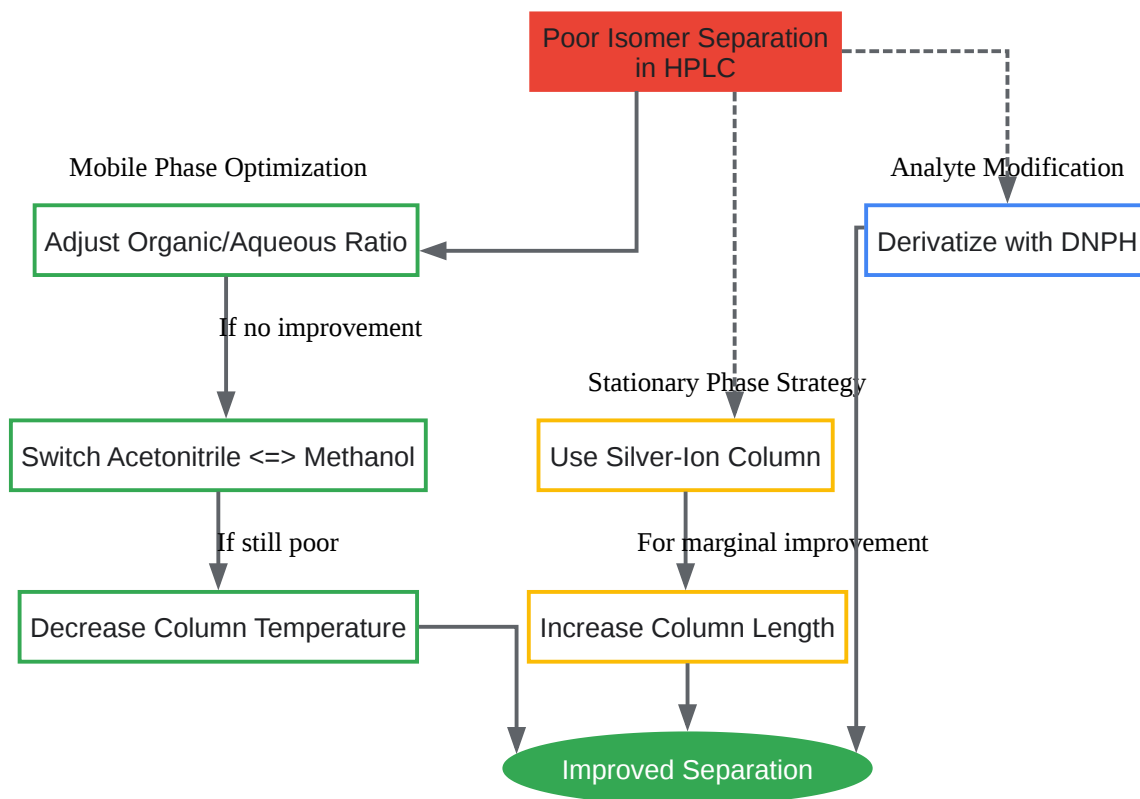 Poor Isomer Separation
in HPLC
Mobile Phase Optimization
Analyte Modification
Adjust Organic/Aqueous Ratio
Derivatize with DNPH
If no improvement
Stationary Phase Strategy
Switch Acetonitrile <=> Methanol
Use Silver-Ion Column
If still poor
For marginal improvement
Decrease Column Temperature
Increase Column Length
Improved Separation